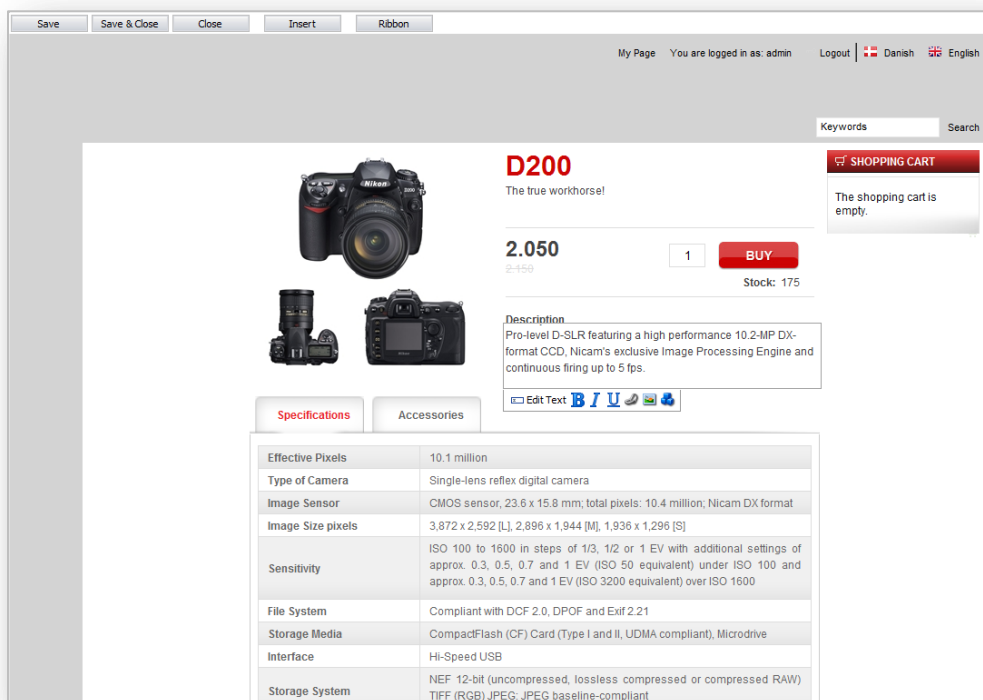 Save Save & Close Close Insert Ribbon
My Page You are logged in as: admin Logout Danish English
Keywords Search
Nikon
D200
D200
The true workhorse!
SHOPPING CART
The shopping cart is
empty.
2.050
2.150
1
BUY
Stock: 175
Description
Pro-level D-SLR featuring a high performance 10.2-MP DX-
format CCD, Nicam's exclusive Image Processing Engine and
continuous firing up to 5 fps.
Edit Text B I U
Specifications Accessories
Effective Pixels 10.1 million
Type of Camera Single-lens reflex digital camera
Image Sensor CMOS sensor, 23.6 x 15.8 mm; total pixels: 10.4 million; Nicam DX format
Image Size pixels 3,872 x 2,592 [L], 2,896 x 1,944 [M], 1,936 x 1,296 [S]
Sensitivity ISO 100 to 1600 in steps of 1/3, 1/2 or 1 EV with additional settings of
approx. 0.3, 0.5, 0.7 and 1 EV (ISO 50 equivalent) under ISO 100 and
approx. 0.3, 0.5, 0.7 and 1 EV (ISO 3200 equivalent) over ISO 1600
File System Compliant with DCF 2.0, DPOF and Exif 2.21
Storage Media CompactFlash (CF) Card (Type I and II, UDMA compliant), Microdrive
Interface Hi-Speed USB
Storage System NEF 12-bit (uncompressed, lossless compressed or compressed RAW)
TIFF (RGB) JPEG: JPEG baseline-compliant